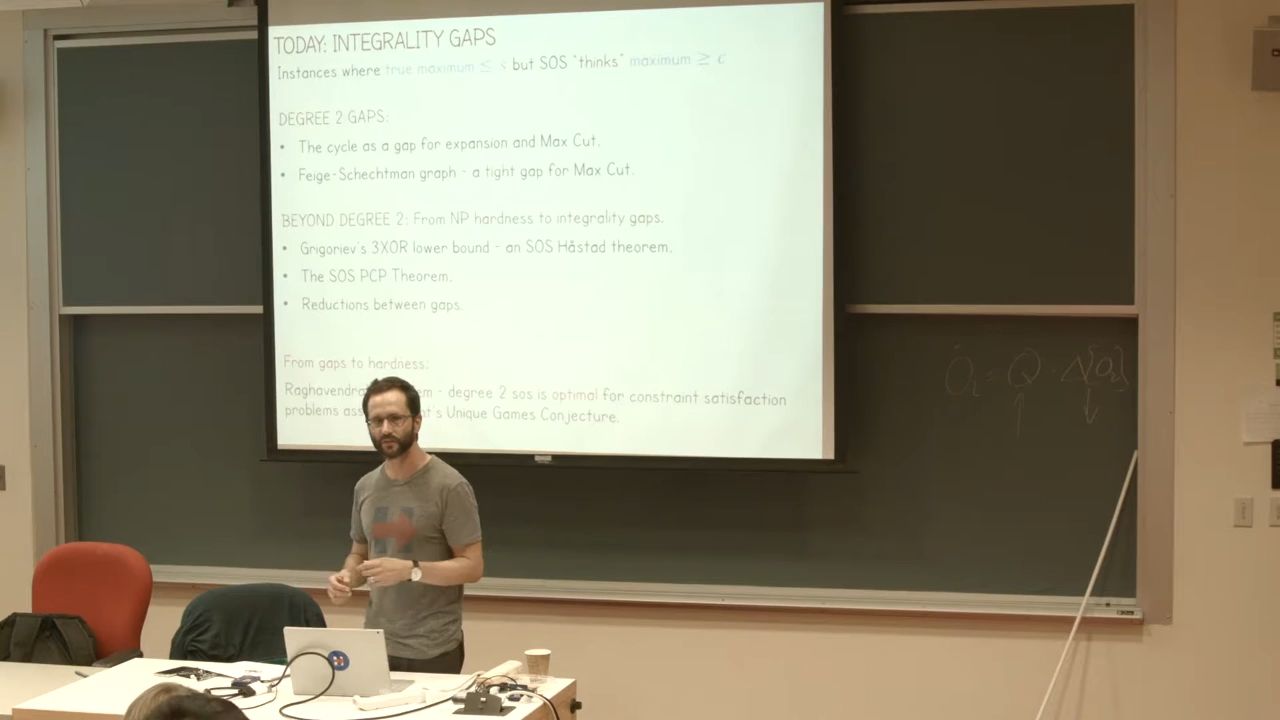 TODAY: INTEGRALITY GAPS
Instances where true maximum ≤ s but SOS "thinks" maximum ≥ c
DEGREE 2 GAPS:
• The cycle as a gap for expansion and Max Cut.
• Feige-Schechtman graph - a tight gap for Max Cut.
BEYOND DEGREE 2: From NP hardness to integrality gaps.
• Grigoriev's 3XOR lower bound - an SOS Håstad theorem.
• The SOS PCP Theorem.
• Reductions between gaps.
From gaps to hardness:
Raghavendra em - degree 2 sos is optimal for constraint satisfaction
problems ass t's Unique Games Conjecture.